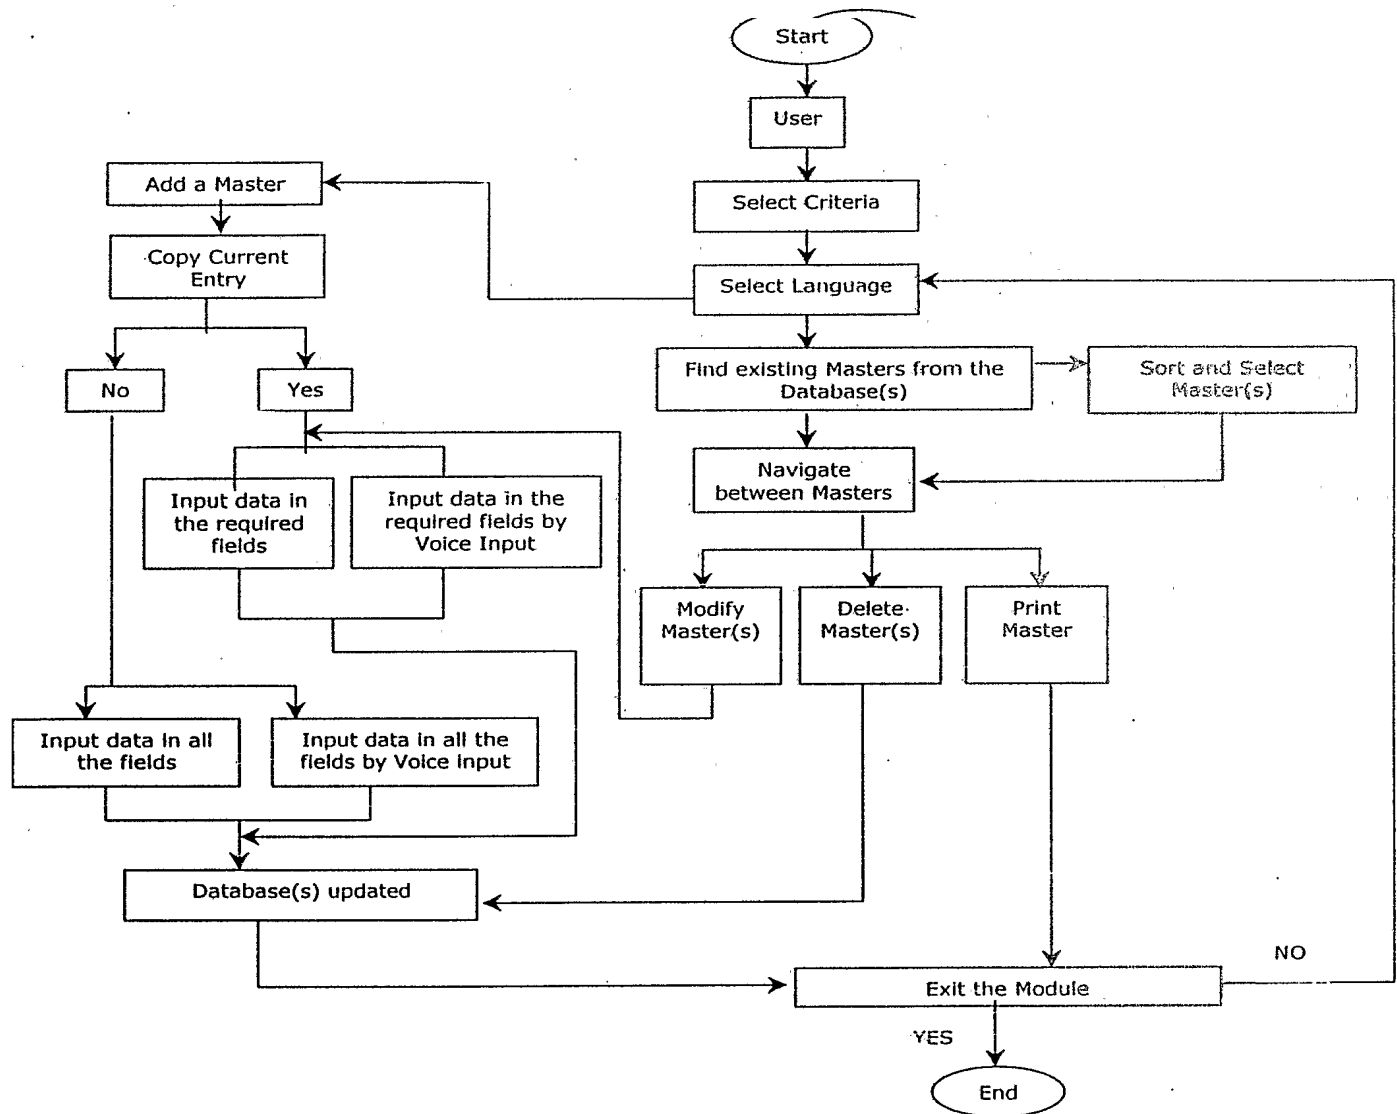 Start
User
Select Criteria
Select Language
Add a Master
Copy Current
Entry
No
Yes
Find existing Masters from the
Database(s)
Sort and Select
Master(s)
Navigate
between Masters
Input data in
the required
fields
Input data in the
required fields by
Voice Input
Modify
Master(s)
Delete
Master(s)
Print
Master
Input data in all
the fields
Input data in all the
fields by Voice input
Database(s) updated
Exit the Module
NO
YES
End